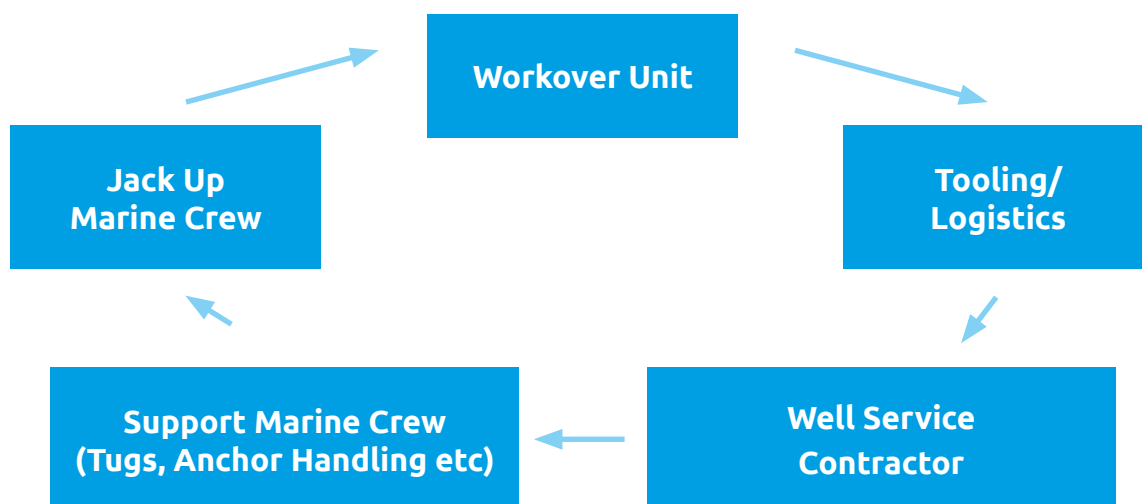 Workover Unit
Jack Up
Marine Crew
Tooling/
Logistics
Support Marine Crew
(Tugs, Anchor Handling etc)
Well Service
Contractor